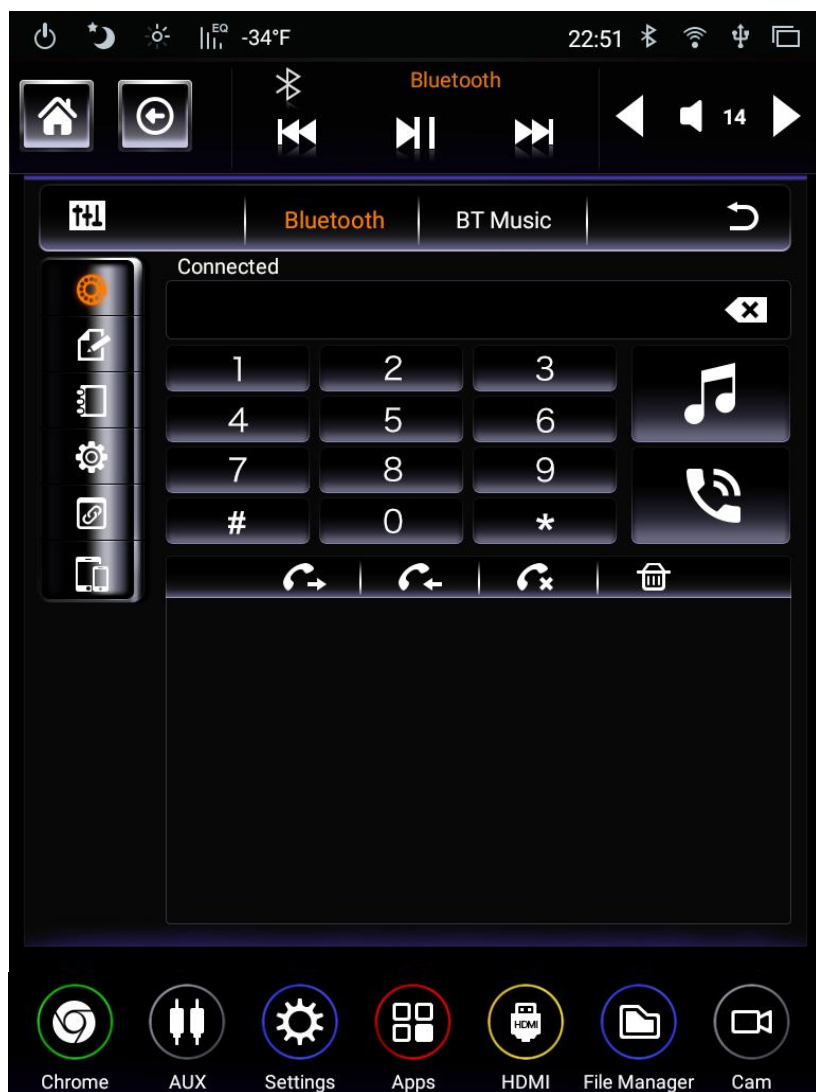 EQ -34°F 22:51
Bluetooth
14
Bluetooth BT Music
Connected
1 2 3
4 5 6
7 8 9
# 0 *
HDMI
Chrome AUX Settings Apps HDMI File Manager Cam